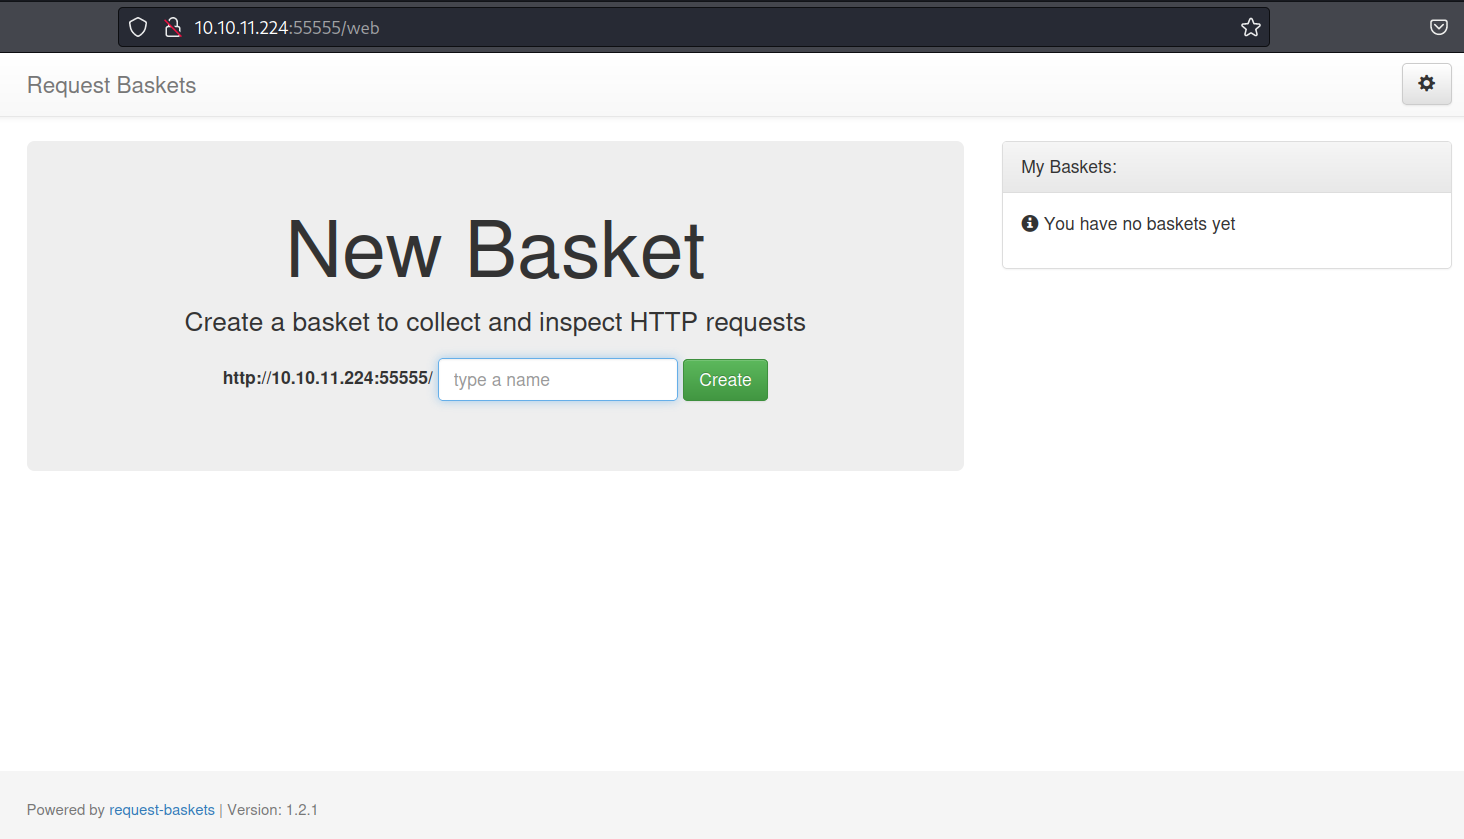 10.10.11.224:55555/web
Request Baskets
New Basket
Create a basket to collect and inspect HTTP requests
http://10.10.11.224:55555/ type a name Create
My Baskets:
You have no baskets yet
Powered by request-baskets | Version: 1.2.1